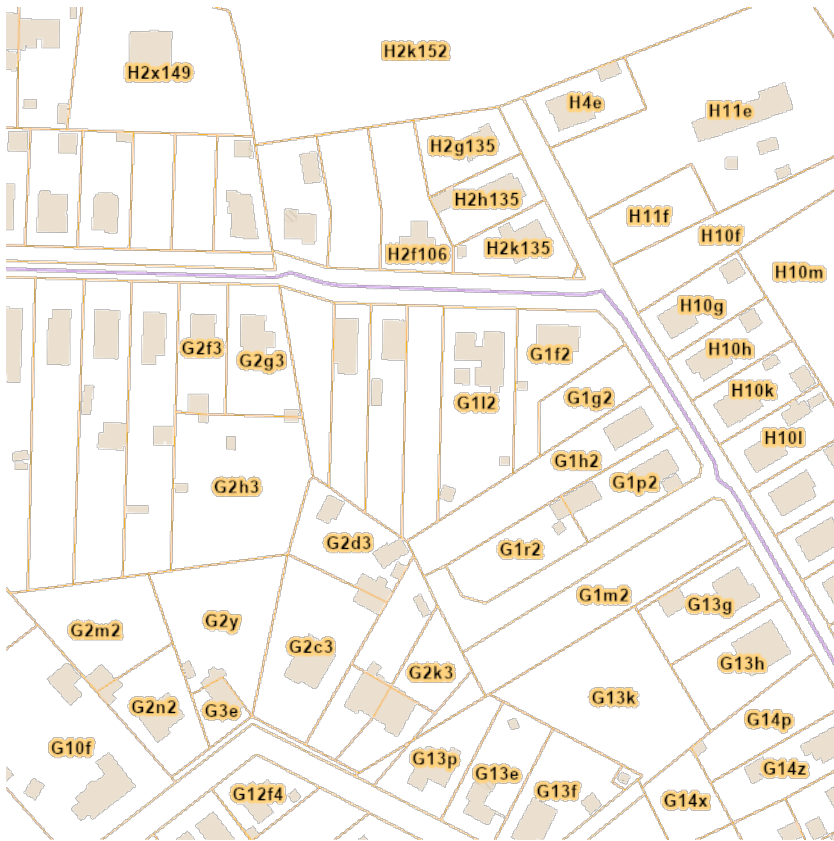 H2k152
H2x149
H4e
H11e
H2g135
H2h135
H11f
H10f
H2f106
H2k135
H10m
H10g
G2f3
G2g3
G1f2
H10h
H10k
G1l2
G1g2
H10l
G1h2
G1p2
G2h3
G2d3
G1r2
G1m2
G13g
G2m2
G2y
G2c3
G13h
G2k3
G13k
G2n2
G3e
G14p
G10f
G13p
G13e
G14z
G12f4
G13f
G14x